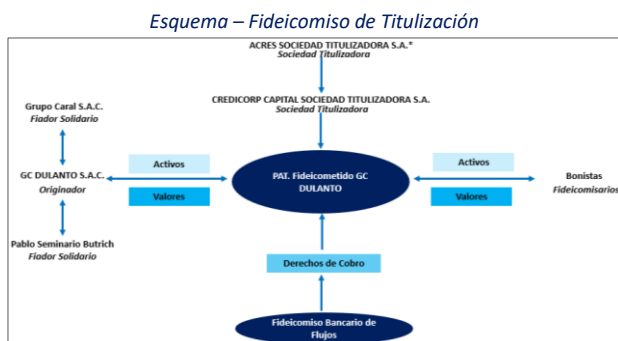 Esquema – Fideicomiso de Titulización
ACRES SOCIEDAD TITULIZADORA S.A.*
Sociedad Titulizadora
CREDICORP CAPITAL SOCIEDAD TITULIZADORA S.A.
Sociedad Titulizadora
Grupo Caral S.A.C.
Fiador Solidario
GC DULANTO S.A.C.
Originador
Pablo Seminario Butrich
Fiador Solidario
Activos
Valores
PAT. Fideicometido GC
DULANTO
Activos
Valores
Bonistas
Fideicomisarios
Derechos de Cobro
Fideicomiso Bancario de
Flujos